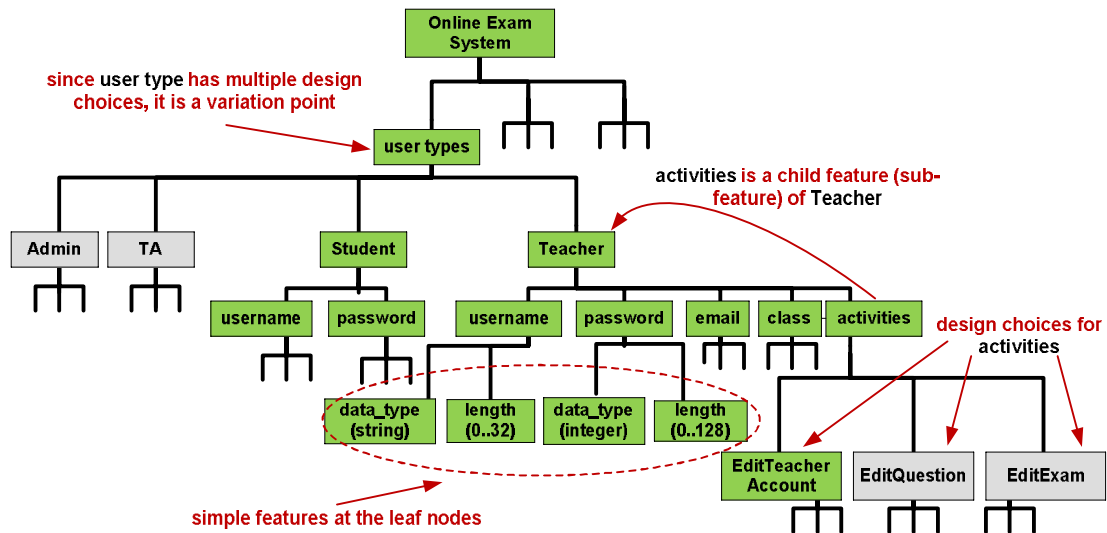 Online Exam
System
since user type has multiple design
choices, it is a variation point
user types
activities is a child feature (sub-
feature) of Teacher
Admin
TA
Student
Teacher
username
password
username
password
email
class
activities
design choices for
activities
data_type
(string)
length
(0..32)
data_type
(integer)
length
(0..128)
EditTeacher
Account
EditQuestion
EditExam
simple features at the leaf nodes